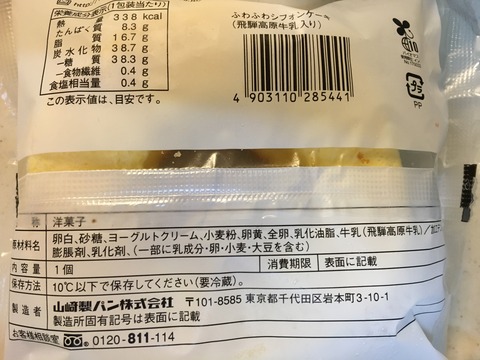 栄養成分表示(1包装当たり)
熱量 338 kcal
たんぱく質 8.3 g
脂質 16.7 g
炭水化物 38.7 g
-糖質 38.3 g
-食物繊維 0.4 g
食塩相当量 0.4 g
この表示値は、目安です。
ふわふわシフォンケーキ
(飛騨高原牛乳入り)
4903110285441
プラ
PP
称 洋菓子
原材料名 卵白、砂糖、ヨーグルトクリーム、小麦粉、卵黄、全卵、乳化油脂、牛乳(飛騨高原牛乳)/
膨脹剤、乳化剤、(一部に乳成分・卵・小麦・大豆を含む)
内容量 1個 消費期限 表面に記載
保存方法 10℃以下で保存してください(要冷蔵)。
製造者 山崎製パン株式会社 〒101-8585 東京都千代田区岩本町3-10-1
製造所固有記号は表面に記載
お客様相談室 0120-811-114